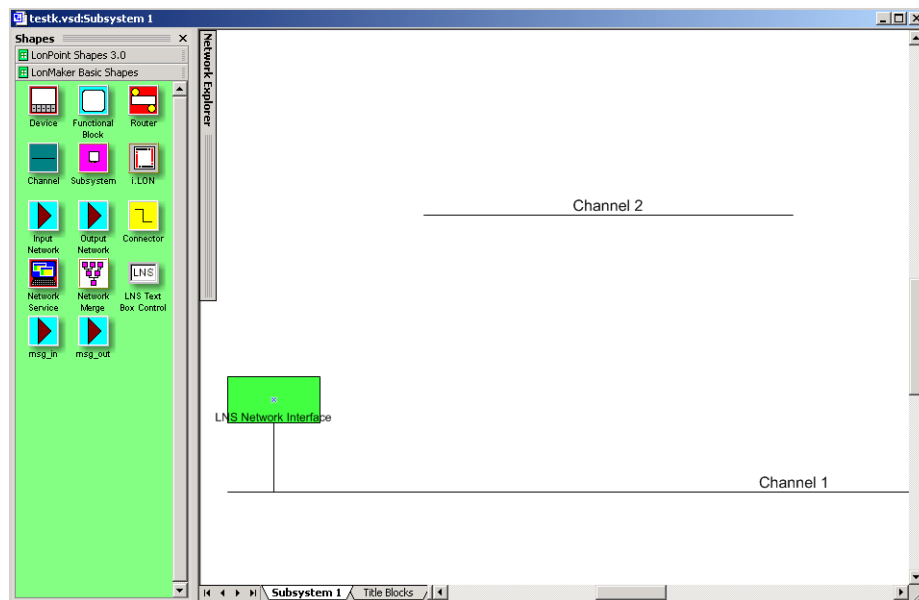 testk.vsd:Subsystem 1
Shapes
LonPoint Shapes 3.0
LonMaker Basic Shapes
Device
Functional
Block
Router
Channel
Subsystem
i.LON
Input
Network
Output
Network
Connector
Network
Service
Network
Merge
LNS
LNS Text
Box Control
msg_in
msg_out
Network Explorer
Channel 2
LNS Network Interface
Channel 1
Subsystem 1
Title Blocks